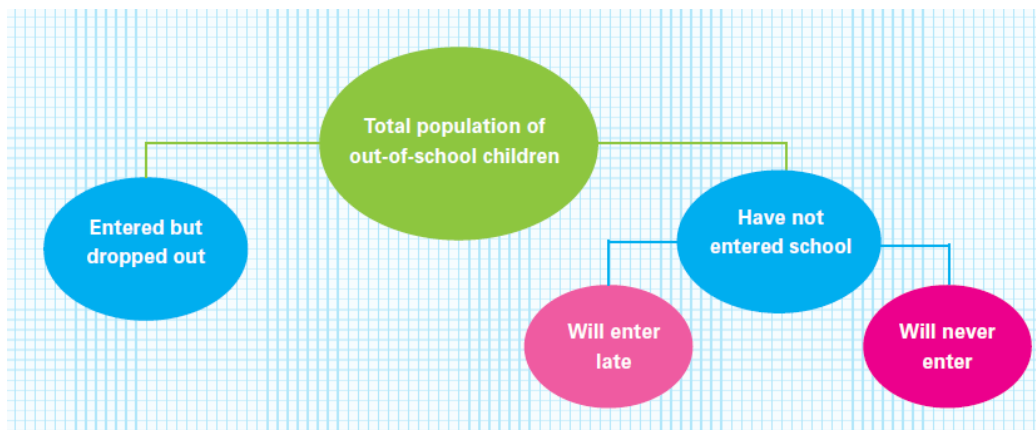 Total population of
out-of-school children
Entered but
dropped out
Have not
entered school
Will enter
late
Will never
enter